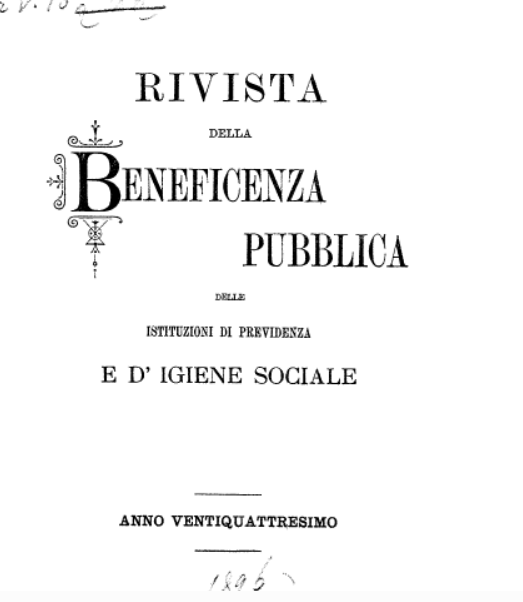 RIVISTA
DELLA
BENEFICENZA
PUBBLICA
DELLE
ISTITUZIONI DI PREVIDENZA
E D' IGIENE SOCIALE
ANNO VENTIQUATTRESIMO
1896